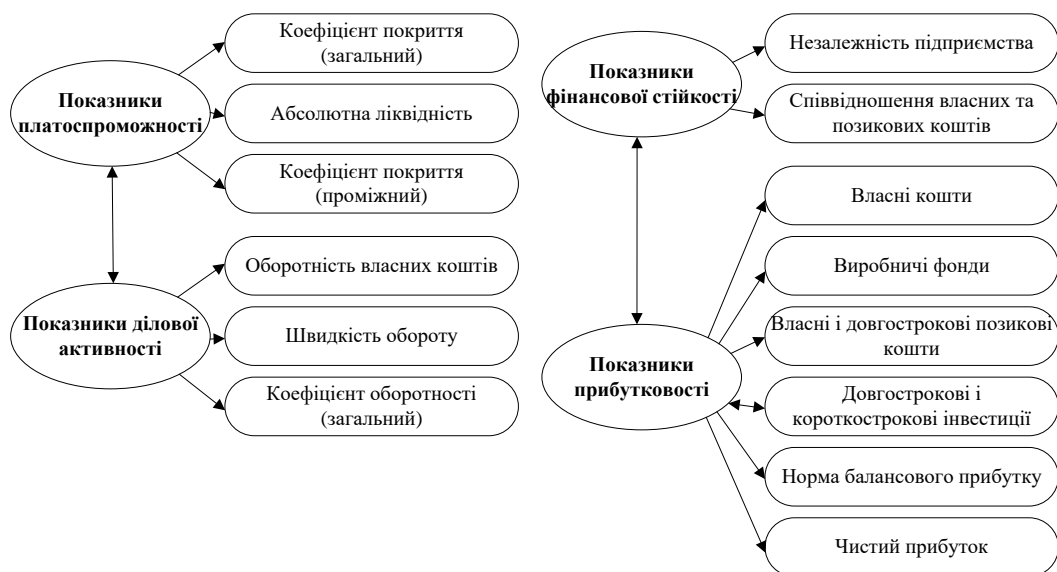 Показники
платоспроможності
Коефіцієнт покриття
(загальний)
Абсолютна ліквідність
Коефіцієнт покриття
(проміжний)
Показники ділової
активності
Оборотність власних коштів
Швидкість обороту
Коефіцієнт оборотності
(загальний)
Показники
фінансової стійкості
Незалежність підприємства
Співвідношення власних та
позикових коштів
Показники
прибутковості
Власні кошти
Виробничі фонди
Власні і довгострокові позикові
кошти
Довгострокові і
короткострокові інвестиції
Норма балансового прибутку
Чистий прибуток